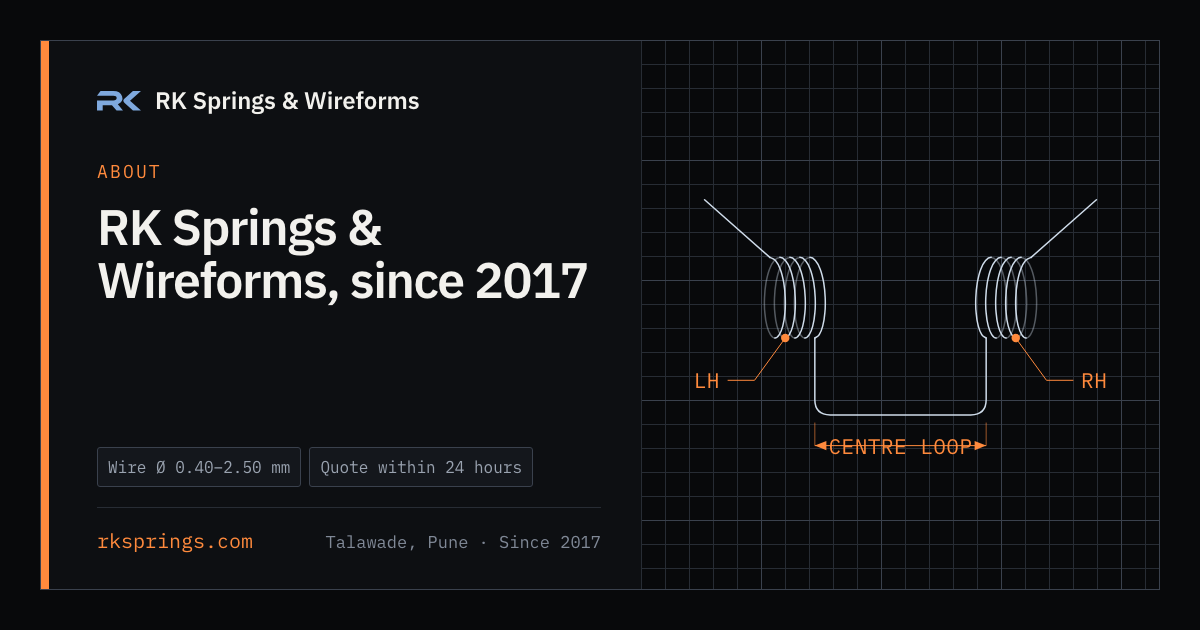 RK RK Springs & Wireforms
ABOUT
RK Springs &
Wireforms, since 2017
Wire Ø 0.40–2.50 mm
Quote within 24 hours
rksprings.com
Talawade, Pune · Since 2017
LH
RH
CENTRE LOOP